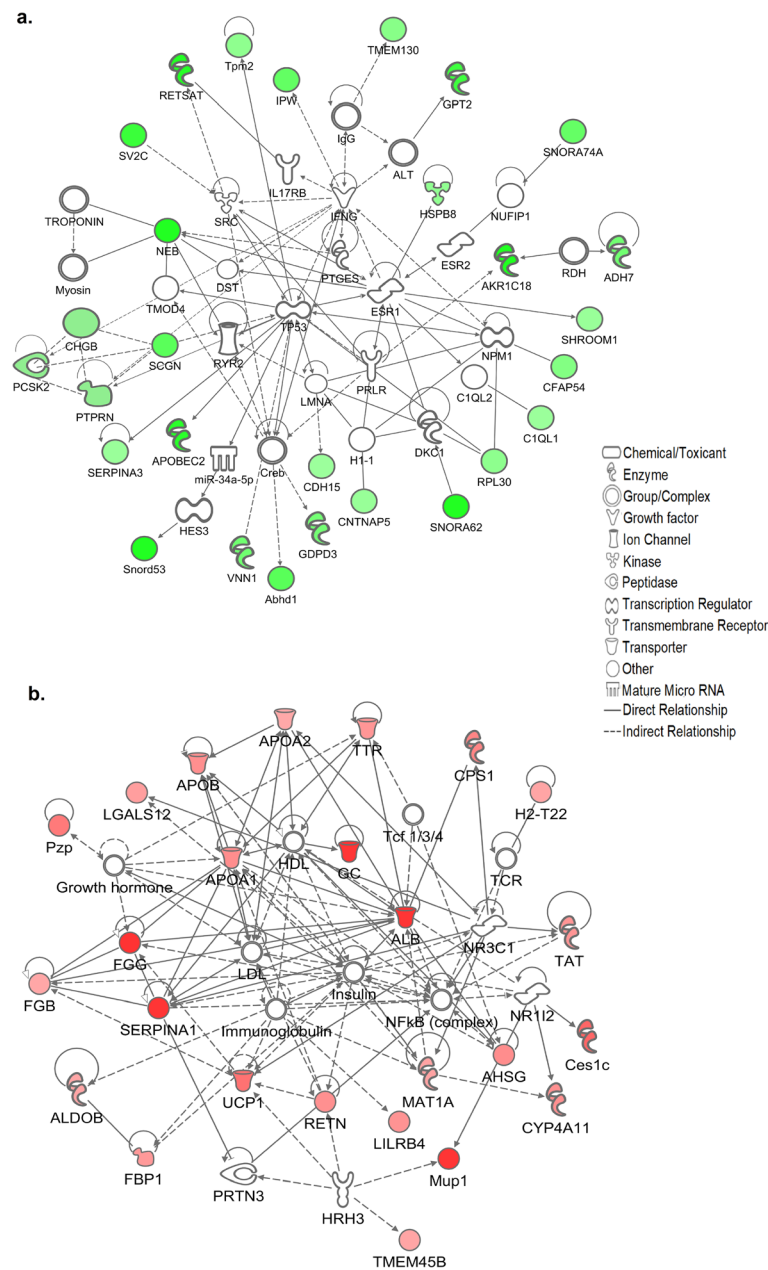 a.
Tpm2
TMEM130
RETSAT
IPW
IgG
GPT2
SV2C
ALT
SNORA74A
IL17RB
TROPONIN
SRC
IFNG
HSPB8
NUFIP1
NEB
ESR2
Myosin
DST
PTGES
AKR1C18
RDH
ADH7
TMOD4
ESR1
CHGB
TP53
SHROOM1
PCSK2
SCGN
RYR2
NPM1
PTPRN
LMNA
PRLR
CFAP54
C1QL2
SERPINA3
APOBEC2
miR-34a-5p
Creb
H1-1
DKC1
C1QL1
CDH15
RPL30
HES3
CNTNAP5
SNORA62
Snord53
VNN1
GDPD3
Abhd1
Chemical/Toxicant
Enzyme
Group/Complex
Growth factor
Ion Channel
Kinase
Peptidase
Transcription Regulator
Transmembrane Receptor
Transporter
Other
Mature Micro RNA
Direct Relationship
Indirect Relationship
b.
APOA2
TTR
APOB
CPS1
LGALS12
H2-T22
Pzp
Tcf 1/3/4
HDL
GC
TCR
Growth hormone
APOA1
ALB
NR3C1
FGG
LDL
TAT
FGB
Insulin
SERPINA1
Immunoglobulin
NFkB (complex)
NR1I2
Ces1c
ALDOB
UCP1
RETN
MAT1A
AHSG
LILRB4
CYP4A11
FBP1
PRTN3
Mup1
HRH3
TMEM45B